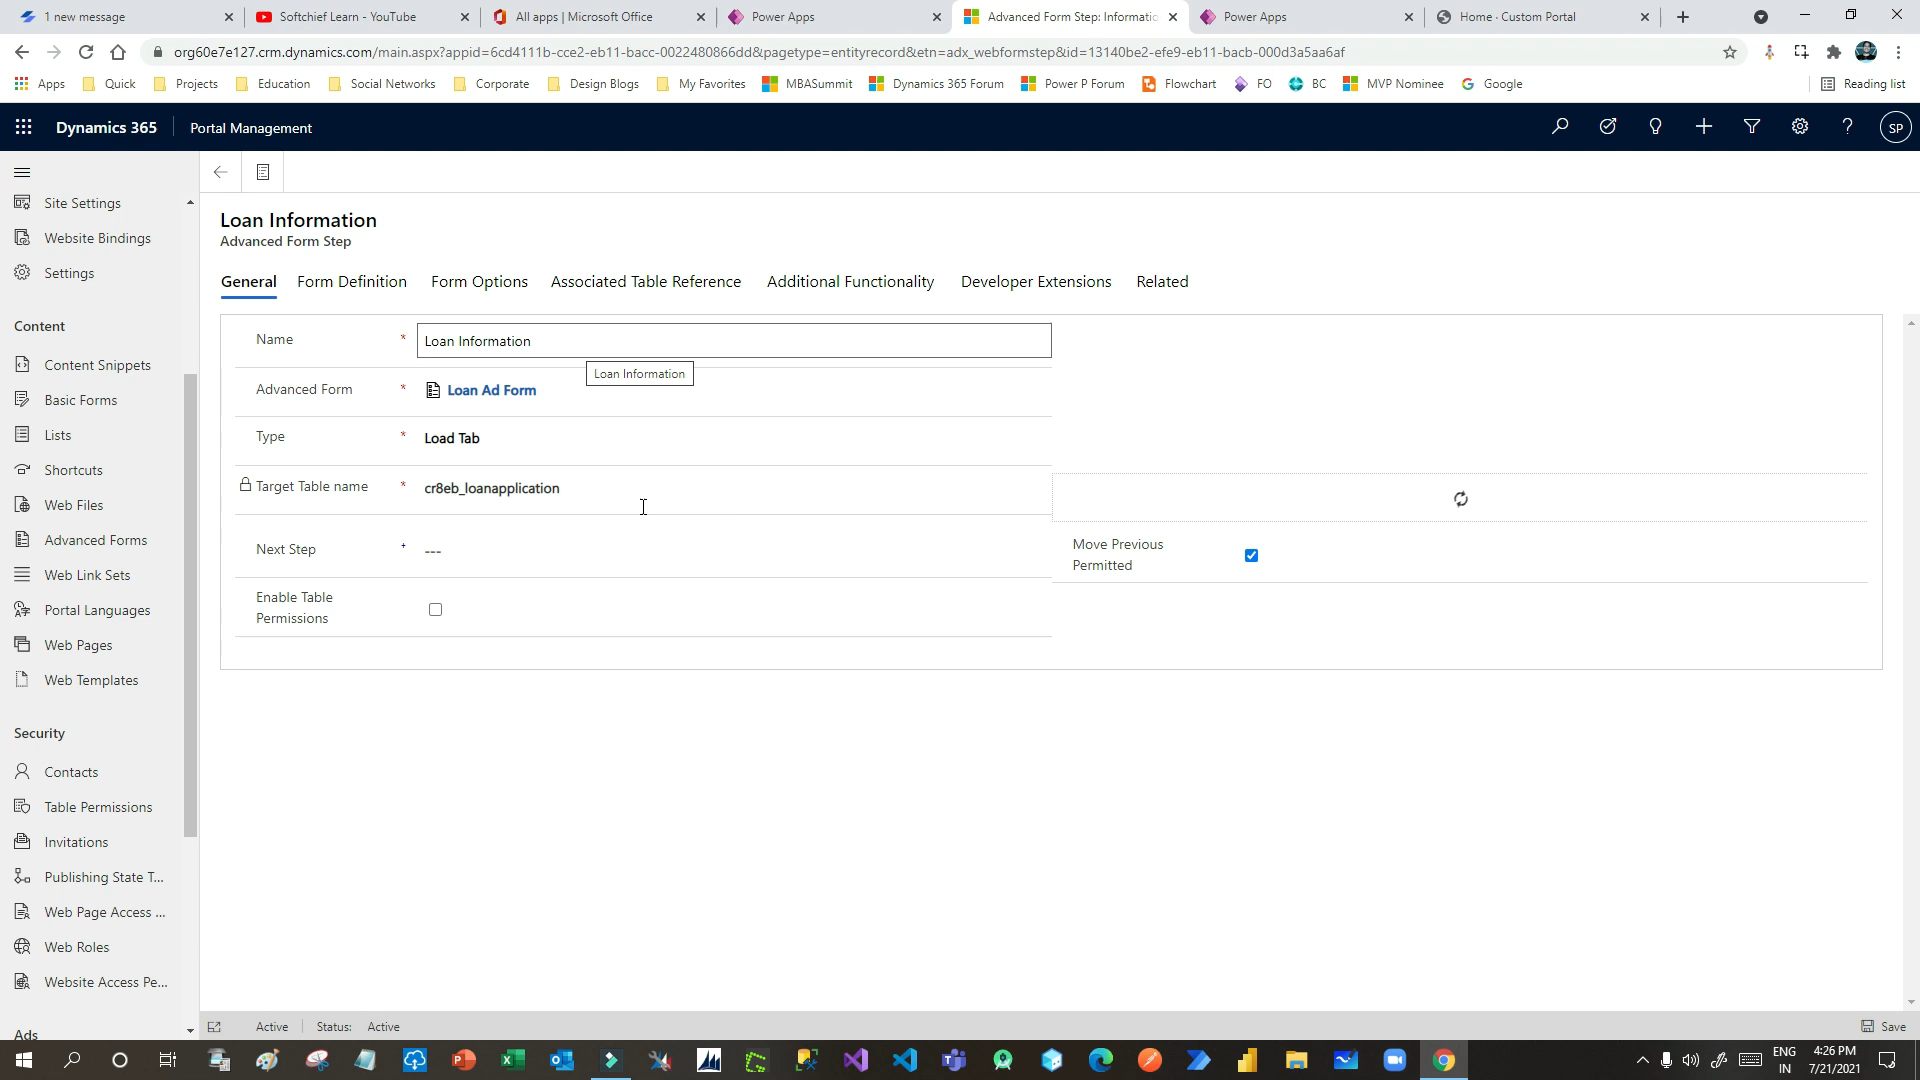 1 new message
Softchief Learn - YouTube
All apps | Microsoft Office
Power Apps
Advanced Form Step: Informatio
Power Apps
Home · Custom Portal
org60e7e127.crm.dynamics.com/main.aspx?appid=6cd4111b-cce2-eb11-bacc-0022480866dd&pagetype=entityrecord&etn=adx_webformstep&id=13140be2-efe9-eb11-bacb-000d3a5aa6af
Apps
Quick
Projects
Education
Social Networks
Corporate
Design Blogs
My Favorites
MBASummit
Dynamics 365 Forum
Power P Forum
Flowchart
FO
BC
MVP Nominee
Google
Reading list
Dynamics 365
Portal Management
SP
Site Settings
Website Bindings
Settings
Content
Content Snippets
Basic Forms
Lists
Shortcuts
Web Files
Advanced Forms
Web Link Sets
Portal Languages
Web Pages
Web Templates
Security
Contacts
Table Permissions
Invitations
Publishing State T...
Web Page Access ...
Web Roles
Website Access Pe...
Ads
Loan Information
Advanced Form Step
General
Form Definition
Form Options
Associated Table Reference
Additional Functionality
Developer Extensions
Related
Name * Loan Information
Loan Information
Advanced Form * Loan Ad Form
Type * Load Tab
Target Table name * cr8eb_loanapplication
Next Step + ---
Move Previous
Permitted
Enable Table
Permissions
Active
Status: Active
Save
ENG
IN
4:26 PM
7/21/2021